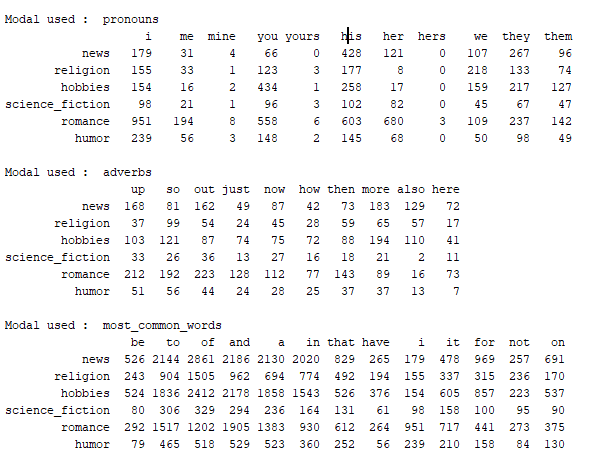 Modal used :  pronouns
i me mine you yours his her hers we they them
news 179 31 4 66 0 428 121 0 107 267 96
religion 155 33 1 123 3 177 8 0 218 133 74
hobbies 154 16 2 434 1 258 17 0 159 217 127
science_fiction 98 21 1 96 3 102 82 0 45 67 47
romance 951 194 8 558 6 603 680 3 109 237 142
humor 239 56 3 148 2 145 68 0 50 98 49
Modal used :  adverbs
up so out just now how then more also here
news 168 81 162 49 87 42 73 183 129 72
religion 37 99 54 24 45 28 59 65 57 17
hobbies 103 121 87 74 75 72 88 194 110 41
science_fiction 33 26 36 13 27 16 18 21 2 11
romance 212 192 223 128 112 77 143 89 16 73
humor 51 56 44 24 28 25 37 37 13 7
Modal used :  most_common_words
be to of and a in that have i it for not on
news 526 2144 2861 2186 2130 2020 829 265 179 478 969 257 691
religion 243 904 1505 962 694 774 492 194 155 337 315 236 170
hobbies 524 1836 2412 2178 1858 1543 526 376 154 605 857 223 537
science_fiction 80 306 329 294 236 164 131 61 98 158 100 95 90
romance 292 1517 1202 1905 1383 930 612 264 951 717 441 273 375
humor 79 465 518 529 523 360 252 56 239 210 158 84 130